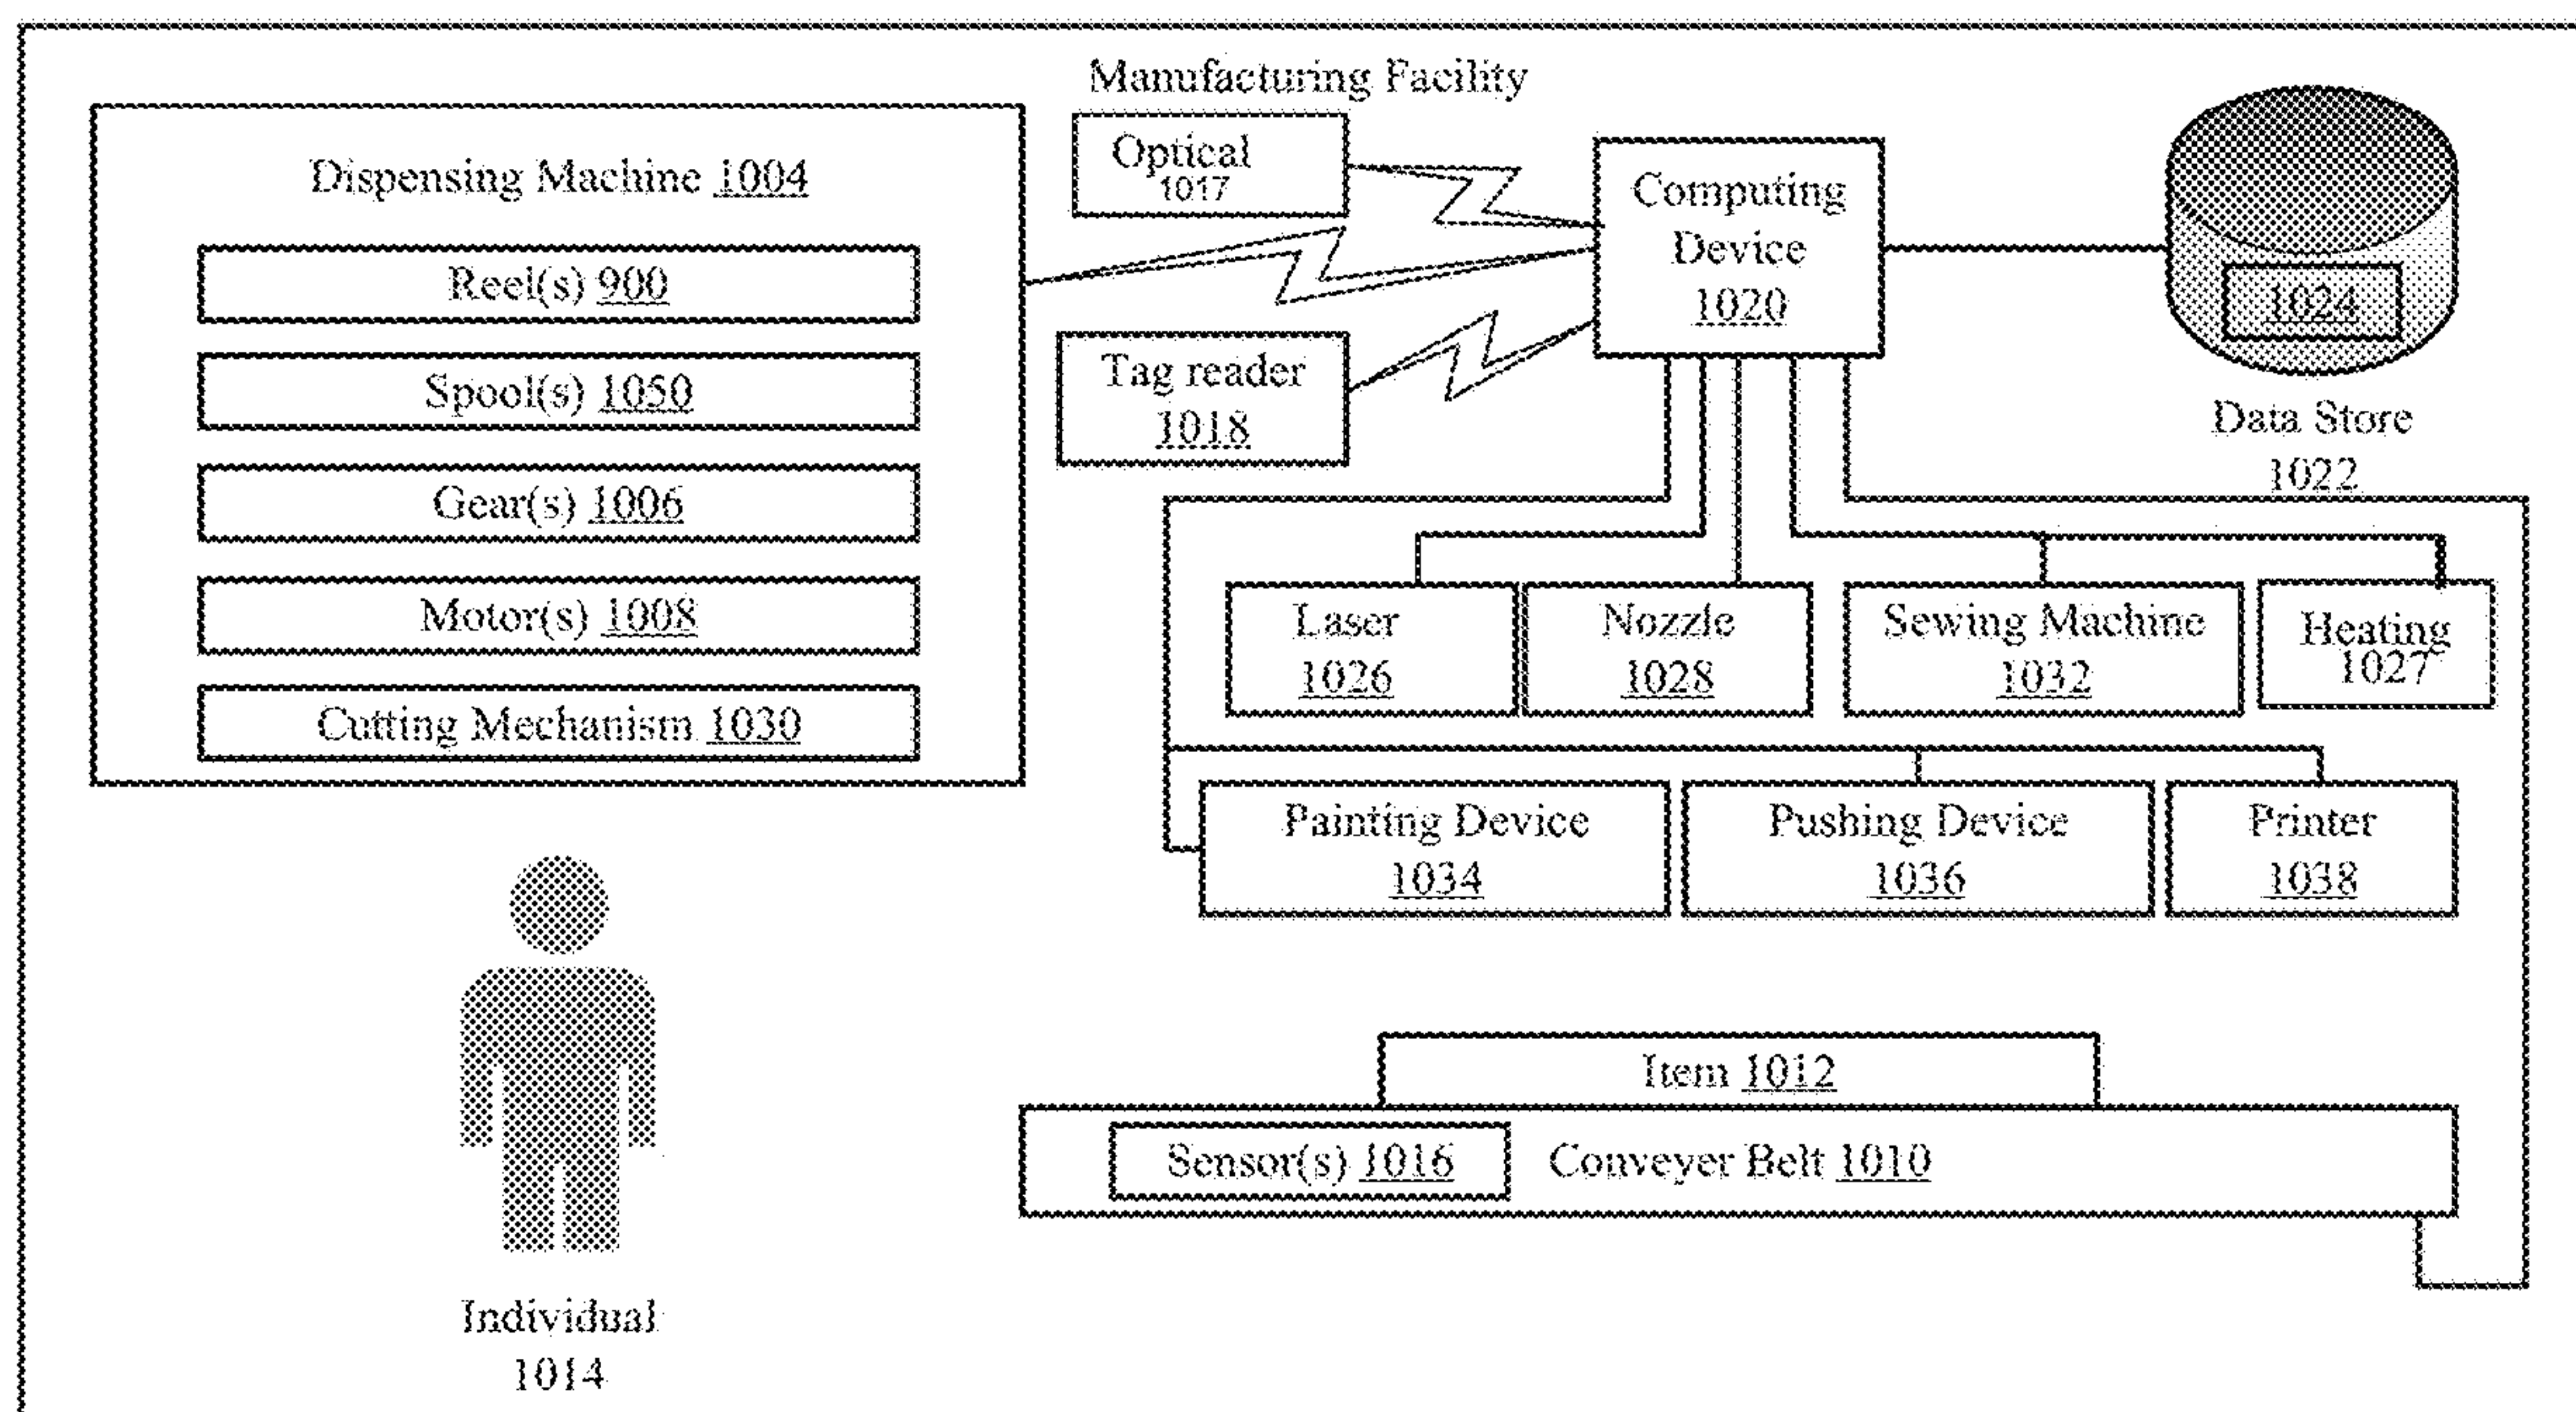 Manufacturing Facility
Dispensing Machine 1004
Reel(s) 900
Spool(s) 1050
Gear(s) 1006
Motor(s) 1008
Cutting Mechanism 1030
Optical
1017
Tag reader
1018
Computing
Device
1020
1024
Data Store
1022
Laser
1026
Nozzle
1028
Sewing Machine
1032
Heating
1027
Painting Device
1034
Pushing Device
1036
Printer
1038
Item 1012
Sensor(s) 1016
Conveyer Belt 1010
Individual
1014